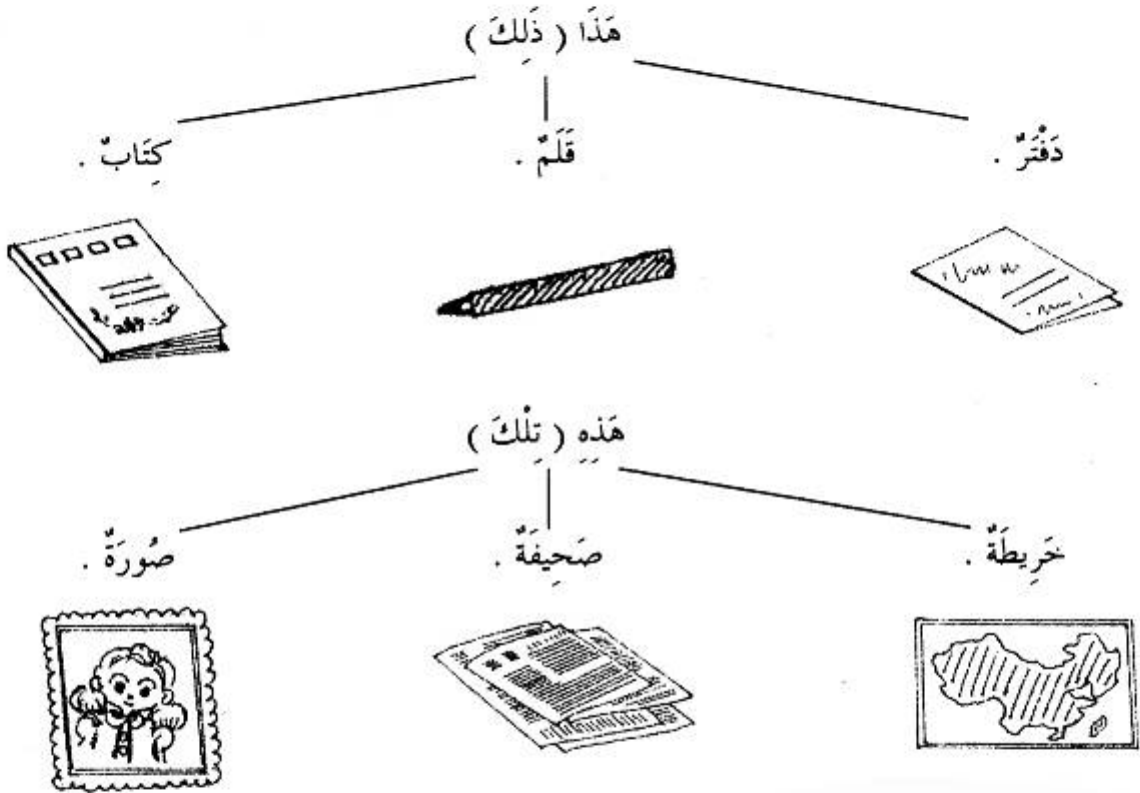 هَذَا ( ذَلِكَ )
دَفْتَرٌ . قَلَمٌ . كِتَابٌ .
هَذِهِ ( تِلْكَ )
خَرِيطَةٌ . صَحِيفَةٌ . صُورَةٌ .